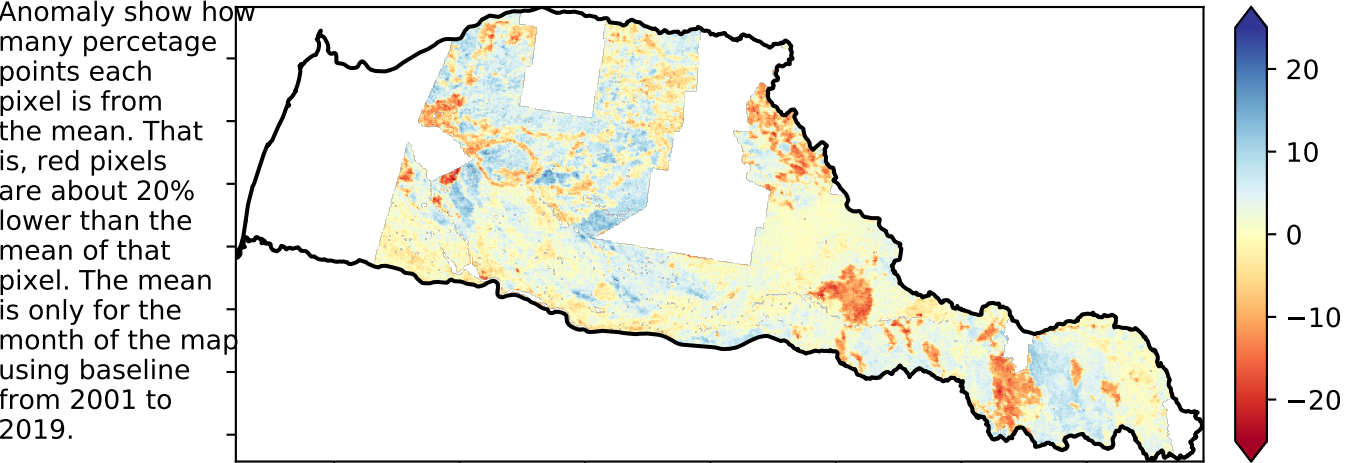 Anomaly show how
many percetage
points each
pixel is from
the mean. That
is, red pixels
are about 20%
lower than the
mean of that
pixel. The mean
is only for the
month of the map
using baseline
from 2001 to
2019.
20
10
0
−10
−20